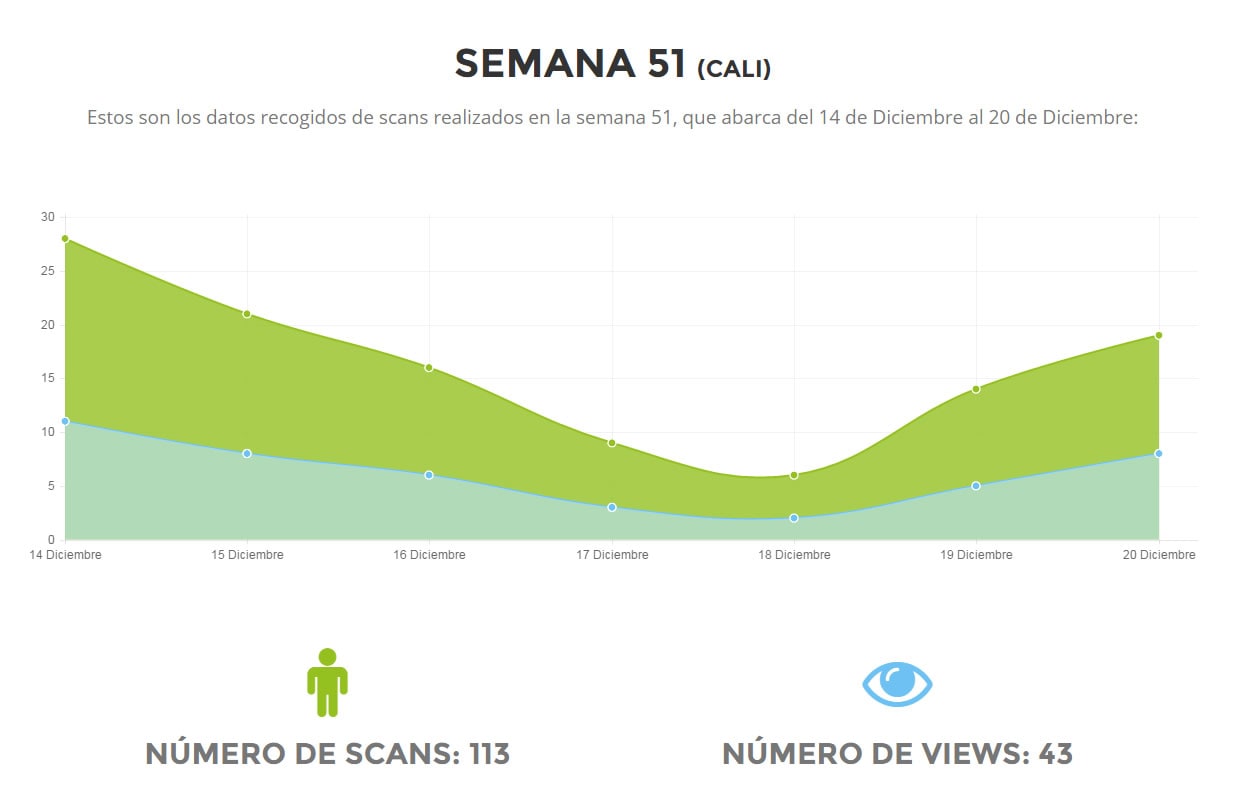 SEMANA 51 (CALI)
Estos son los datos recogidos de scans realizados en la semana 51, que abarca del 14 de Diciembre al 20 de Diciembre:
30
25
20
15
10
5
0
14 Diciembre 15 Diciembre 16 Diciembre 17 Diciembre 18 Diciembre 19 Diciembre 20 Diciembre
NÚMERO DE SCANS: 113 NÚMERO DE VIEWS: 43